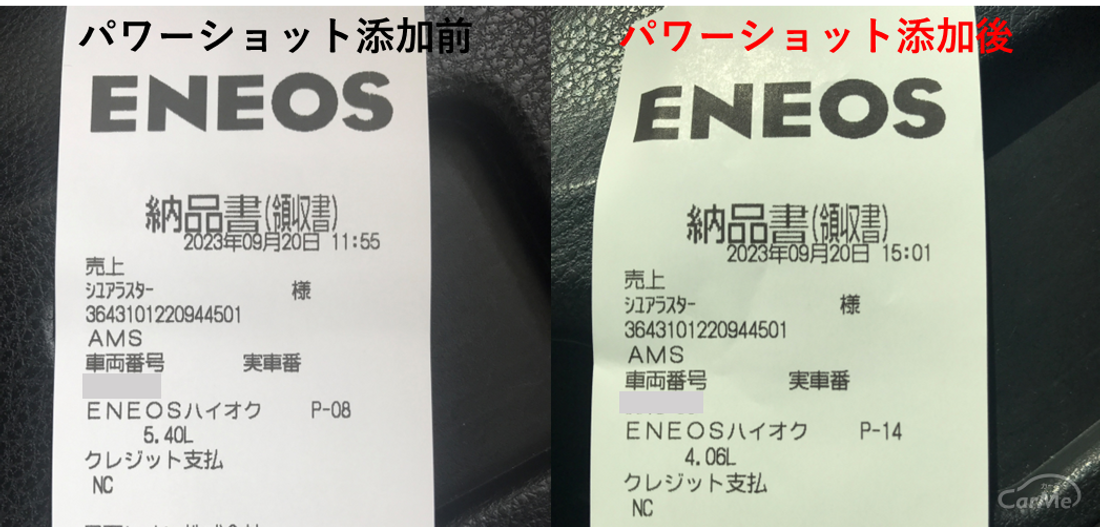 パワーショット添加前
ENEOS
納品書(領収書)
2023年09月20日 11:55
売上
シュアラスター 様
3643101220944501
AMS
車両番号 実車番
ENEOSハイオク P-08
5.40L
クレジット支払
NC
パワーショット添加後
ENEOS
納品書(領収書)
2023年09月20日 15:01
売上
シュアラスター 様
3643101220944501
AMS
車両番号 実車番
ENEOSハイオク P-14
4.06L
クレジット支払
NC
カーミー
CarMe